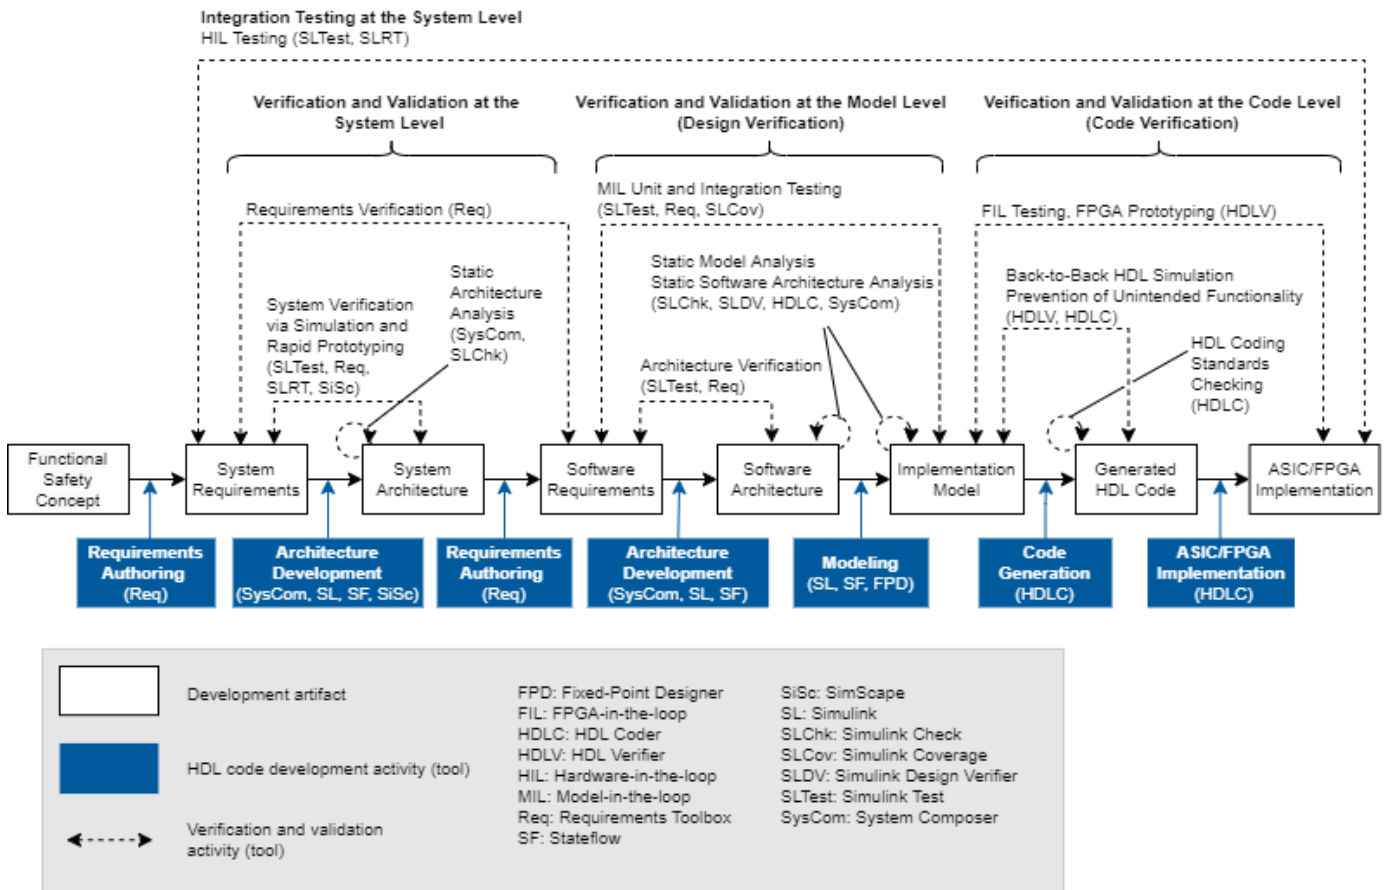 Integration Testing at the System Level
HIL Testing (SLTest, SLRT)
Verification and Validation at the
System Level
Verification and Validation at the Model Level
(Design Verification)
Veification and Validation at the Code Level
(Code Verification)
Requirements Verification (Req)
MIL Unit and Integration Testing
(SLTest, Req, SLCov)
FIL Testing, FPGA Prototyping (HDLV)
System Verification
via Simulation and
Rapid Prototyping
(SLTest, Req,
SLRT, SiSc)
Static
Architecture
Analysis
(SysCom,
SLChk)
Static Model Analysis
Static Software Architecture Analysis
(SLChk, SLDV, HDLC, SysCom)
Architecture Verification
(SLTest, Req)
Back-to-Back HDL Simulation
Prevention of Unintended Functionality
(HDLV, HDLC)
HDL Coding
Standards
Checking
(HDLC)
Functional
Safety
Concept
System
Requirements
System
Architecture
Software
Requirements
Software
Architecture
Implementation
Model
Generated
HDL Code
ASIC/FPGA
Implementation
Requirements
Authoring
(Req)
Architecture
Development
(SysCom, SL, SF, SiSc)
Requirements
Authoring
(Req)
Architecture
Development
(SysCom, SL, SF)
Modeling
(SL, SF, FPD)
Code
Generation
(HDLC)
ASIC/FPGA
Implementation
(HDLC)
Development artifact
HDL code development activity (tool)
Verification and validation
activity (tool)
FPD: Fixed-Point Designer
FIL: FPGA-in-the-loop
HDLC: HDL Coder
HDLV: HDL Verifier
HIL: Hardware-in-the-loop
MIL: Model-in-the-loop
Req: Requirements Toolbox
SF: Stateflow
SiSc: SimScape
SL: Simulink
SLChk: Simulink Check
SLCov: Simulink Coverage
SLDV: Simulink Design Verifier
SLTest: Simulink Test
SysCom: System Composer